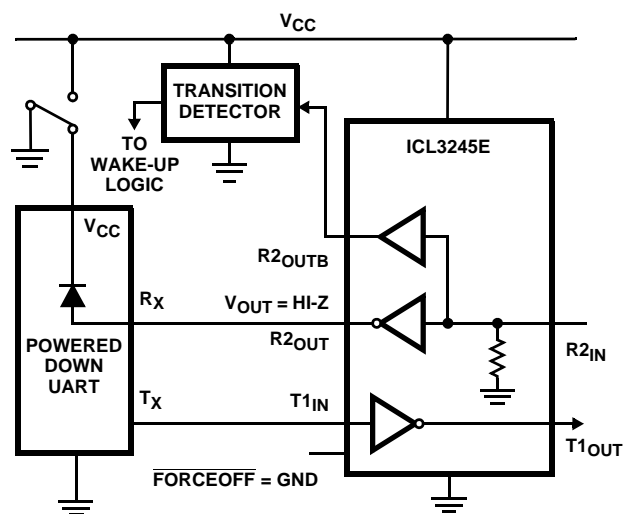 VCC
TRANSITION
DETECTOR
TO
WAKE-UP
LOGIC
ICL3245E
VCC
R2OUTB
RX
VOUT = HI-Z
R2OUT
R2IN
POWERED
DOWN
UART
TX
T1IN
T1OUT
FORCEOFF = GND